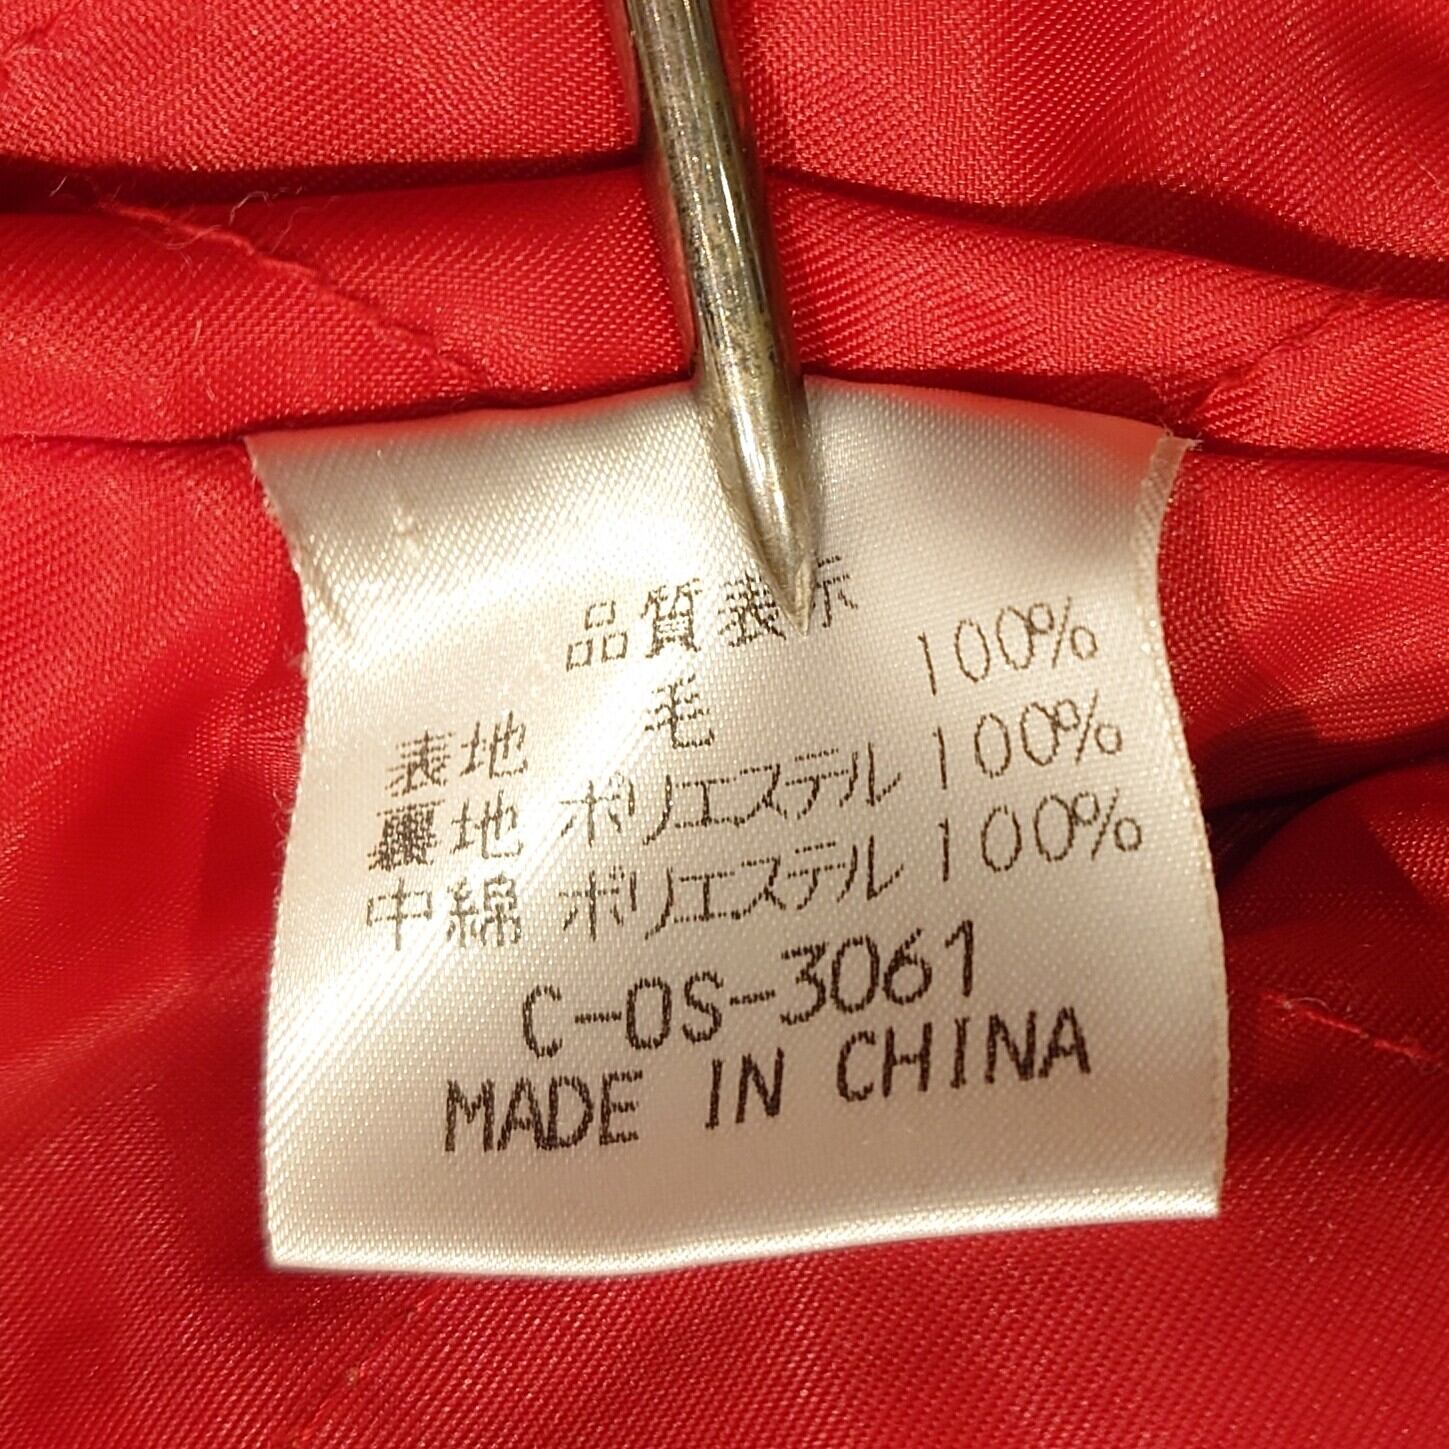 品質表示
表地 毛 100%
裏地 ポリエステル 100%
中綿 ポリエステル 100%
C-OS-3061
MADE IN CHINA